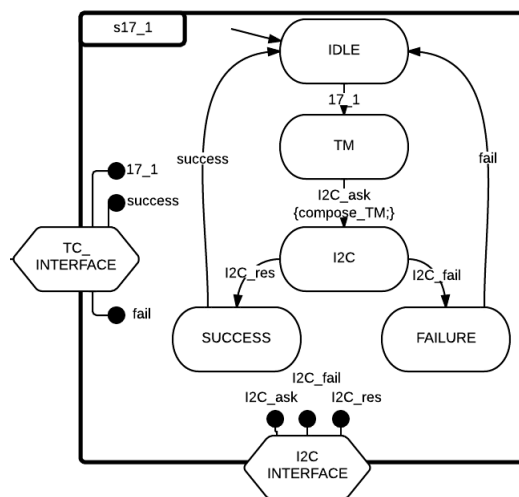 s17_1
IDLE
17_1
TM
success
fail
17_1
success
I2C_ask
{compose_TM;}
TC_
INTERFACE
I2C
I2C_res
I2C_fail
fail
SUCCESS
FAILURE
I2C_fail
I2C_ask
I2C_res
I2C
INTERFACE